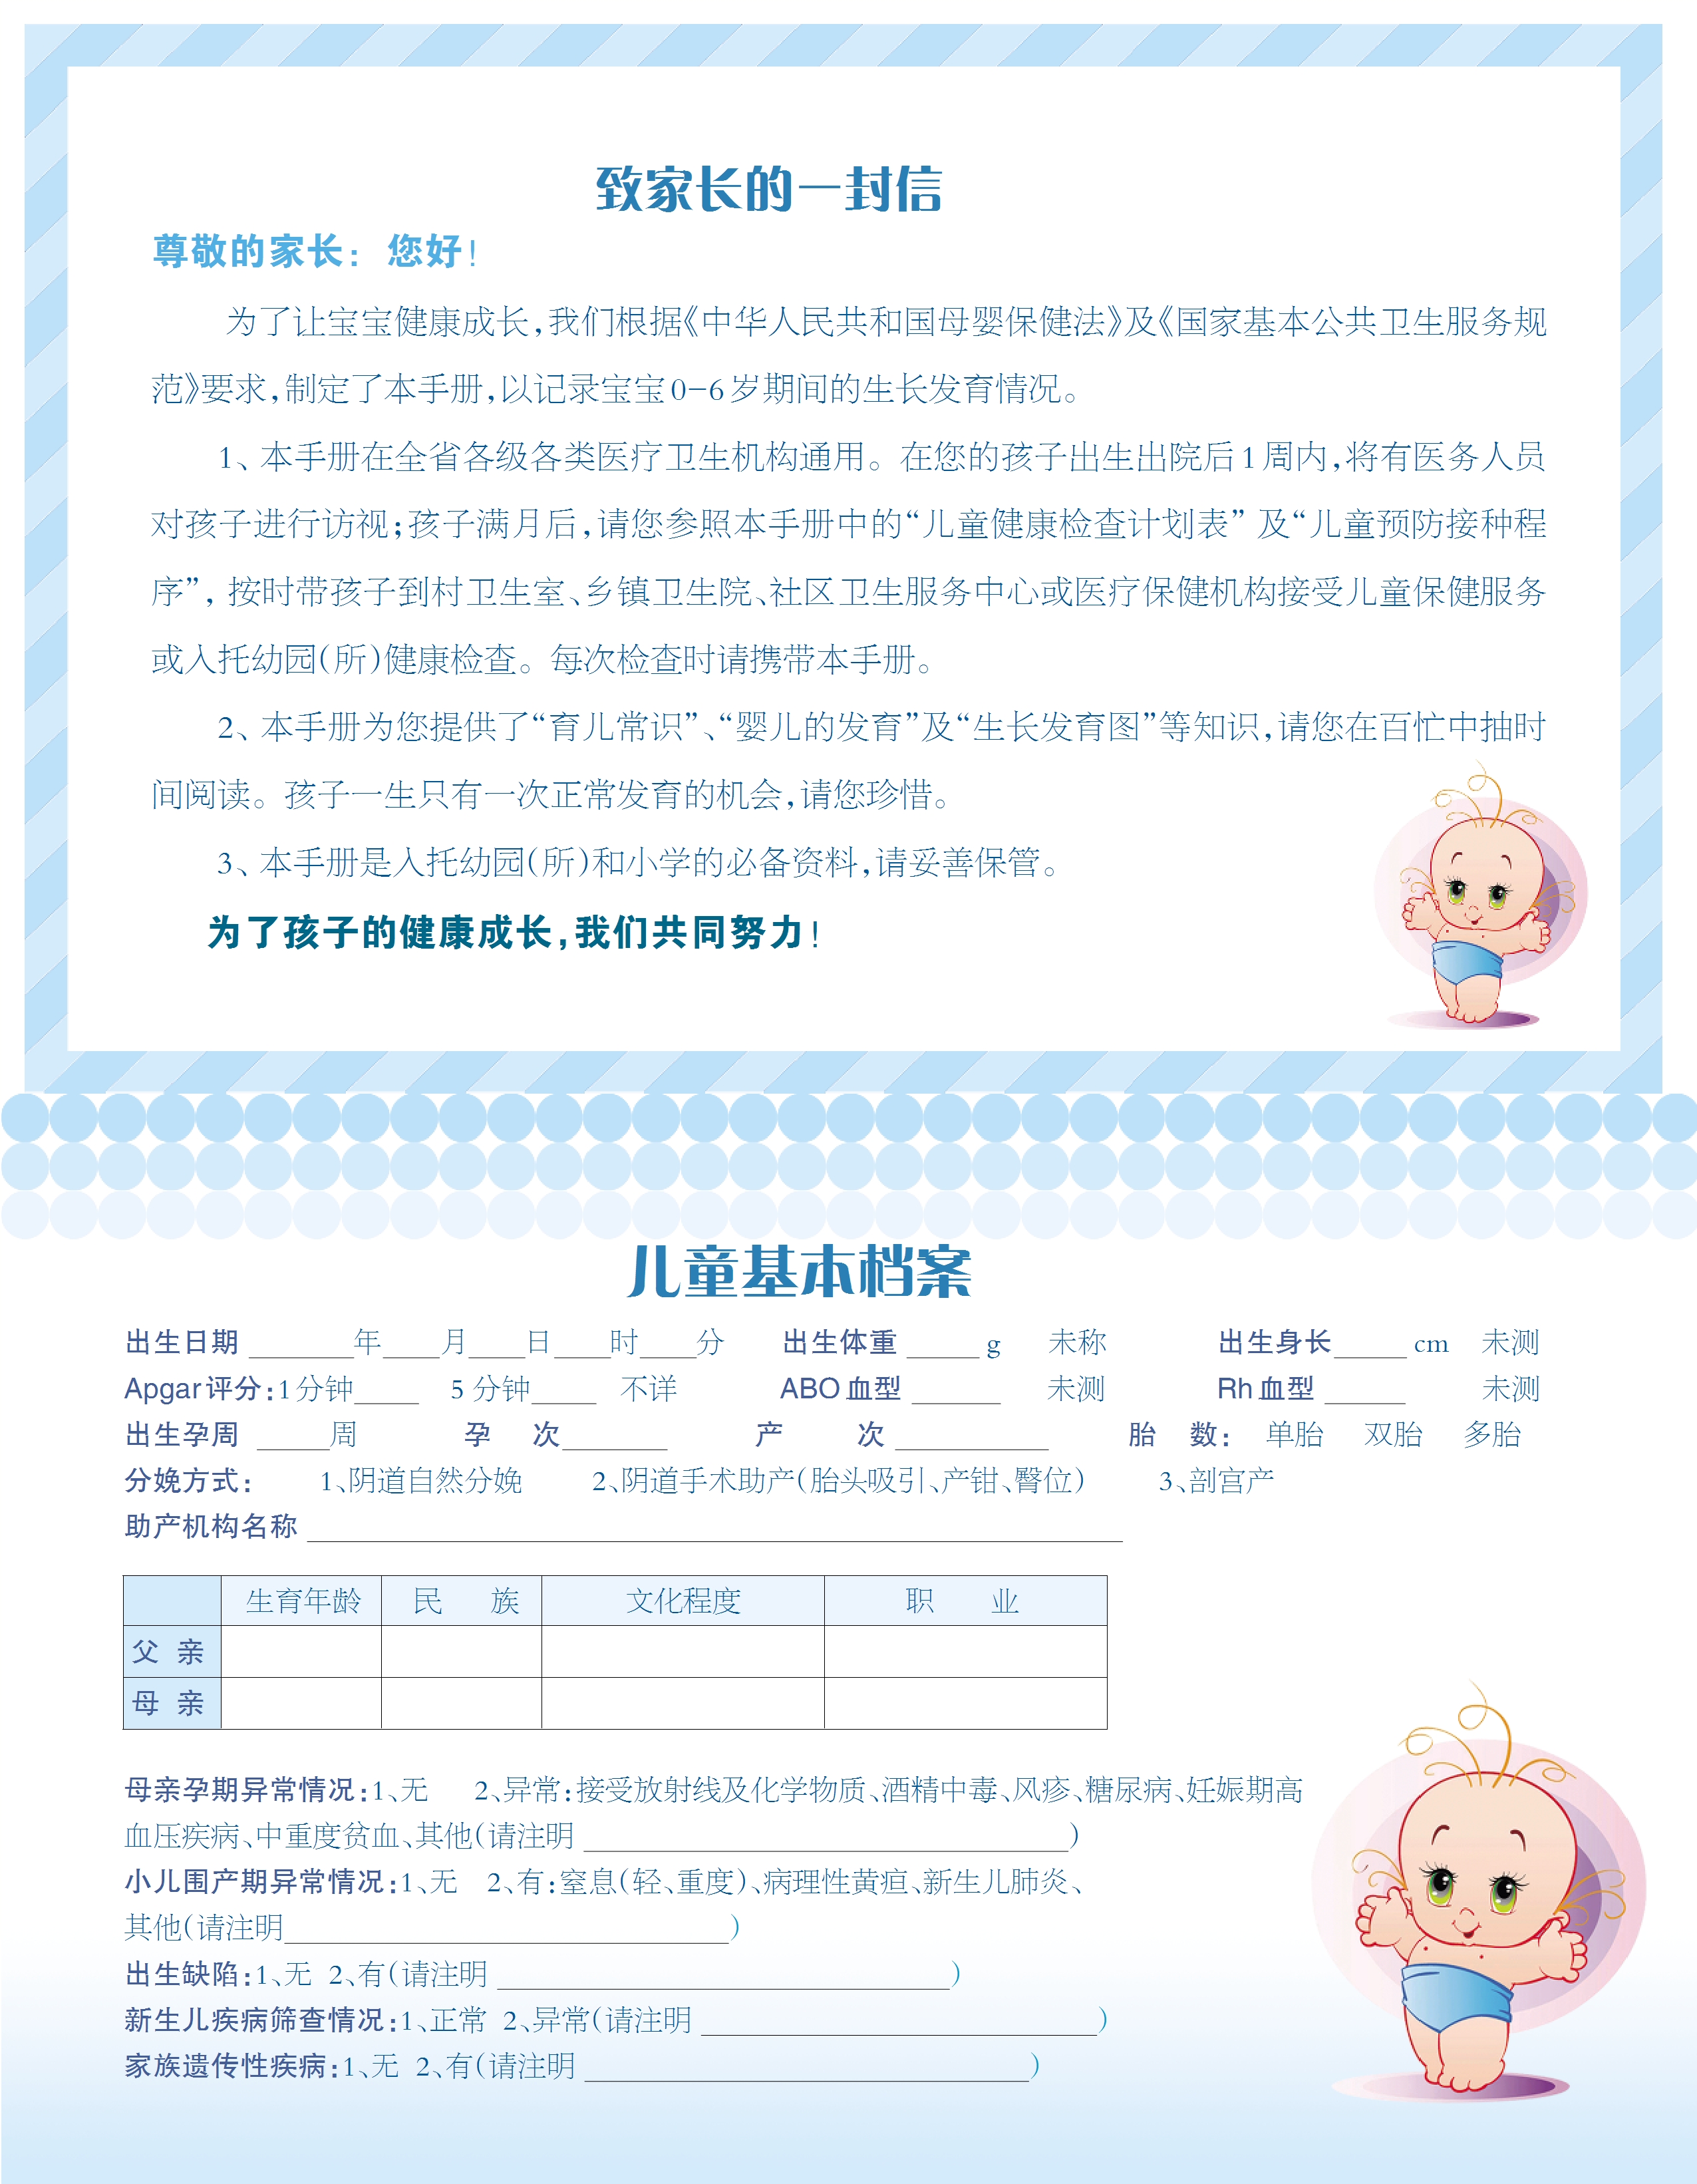 致家长的一封信
尊敬的家长：您好！
为了让宝宝健康成长，我们根据《中华人民共和国母婴保健法》及《国家基本公共卫生服务规
范》要求，制定了本手册，以记录宝宝0-6岁期间的生长发育情况。
1、本手册在全省各级各类医疗卫生机构通用。在您的孩子出生出院后1周内，将有医务人员
对孩子进行访视；孩子满月后，请您参照本手册中的“儿童健康检查计划表”及“儿童预防接种程
序”，按时带孩子到村卫生室、乡镇卫生院、社区卫生服务中心或医疗保健机构接受儿童保健服务
或入托幼园（所）健康检查。每次检查时请携带本手册。
2、本手册为您提供了“育儿常识”、“婴儿的发育”及“生长发育图”等知识，请您在百忙中抽时
间阅读。孩子一生只有一次正常发育的机会，请您珍惜。
3、本手册是入托幼园（所）和小学的必备资料，请妥善保管。
为了孩子的健康成长，我们共同努力！
儿童基本档案
出生日期 ______年____月____日____时____分 出生体重 _____ g 未称 出生身长_____ cm 未测
Apgar评分：1分钟____ 5分钟____ 不详 ABO血型 ______ 未测 Rh血型 _____ 未测
出生孕周 _____周 孕 次_______ 产 次 __________ 胎 数： 单胎 双胎 多胎
分娩方式： 1、阴道自然分娩 2、阴道手术助产（胎头吸引、产钳、臀位） 3、剖宫产
助产机构名称 ______________________________
生育年龄 民 族 文化程度 职 业
父 亲
母 亲
母亲孕期异常情况：1、无 2、异常：接受放射线及化学物质、酒精中毒、风疹、糖尿病、妊娠期高
血压疾病、中重度贫血、其他（请注明 ______________________________）
小儿围产期异常情况：1、无 2、有：窒息（轻、重度）、病理性黄疸、新生儿肺炎、
其他（请注明______________________________）
出生缺陷：1、无 2、有（请注明 ______________________________）
新生儿疾病筛查情况：1、正常 2、异常（请注明 __________________________）
家族遗传性疾病：1、无 2、有（请注明 ______________________________）